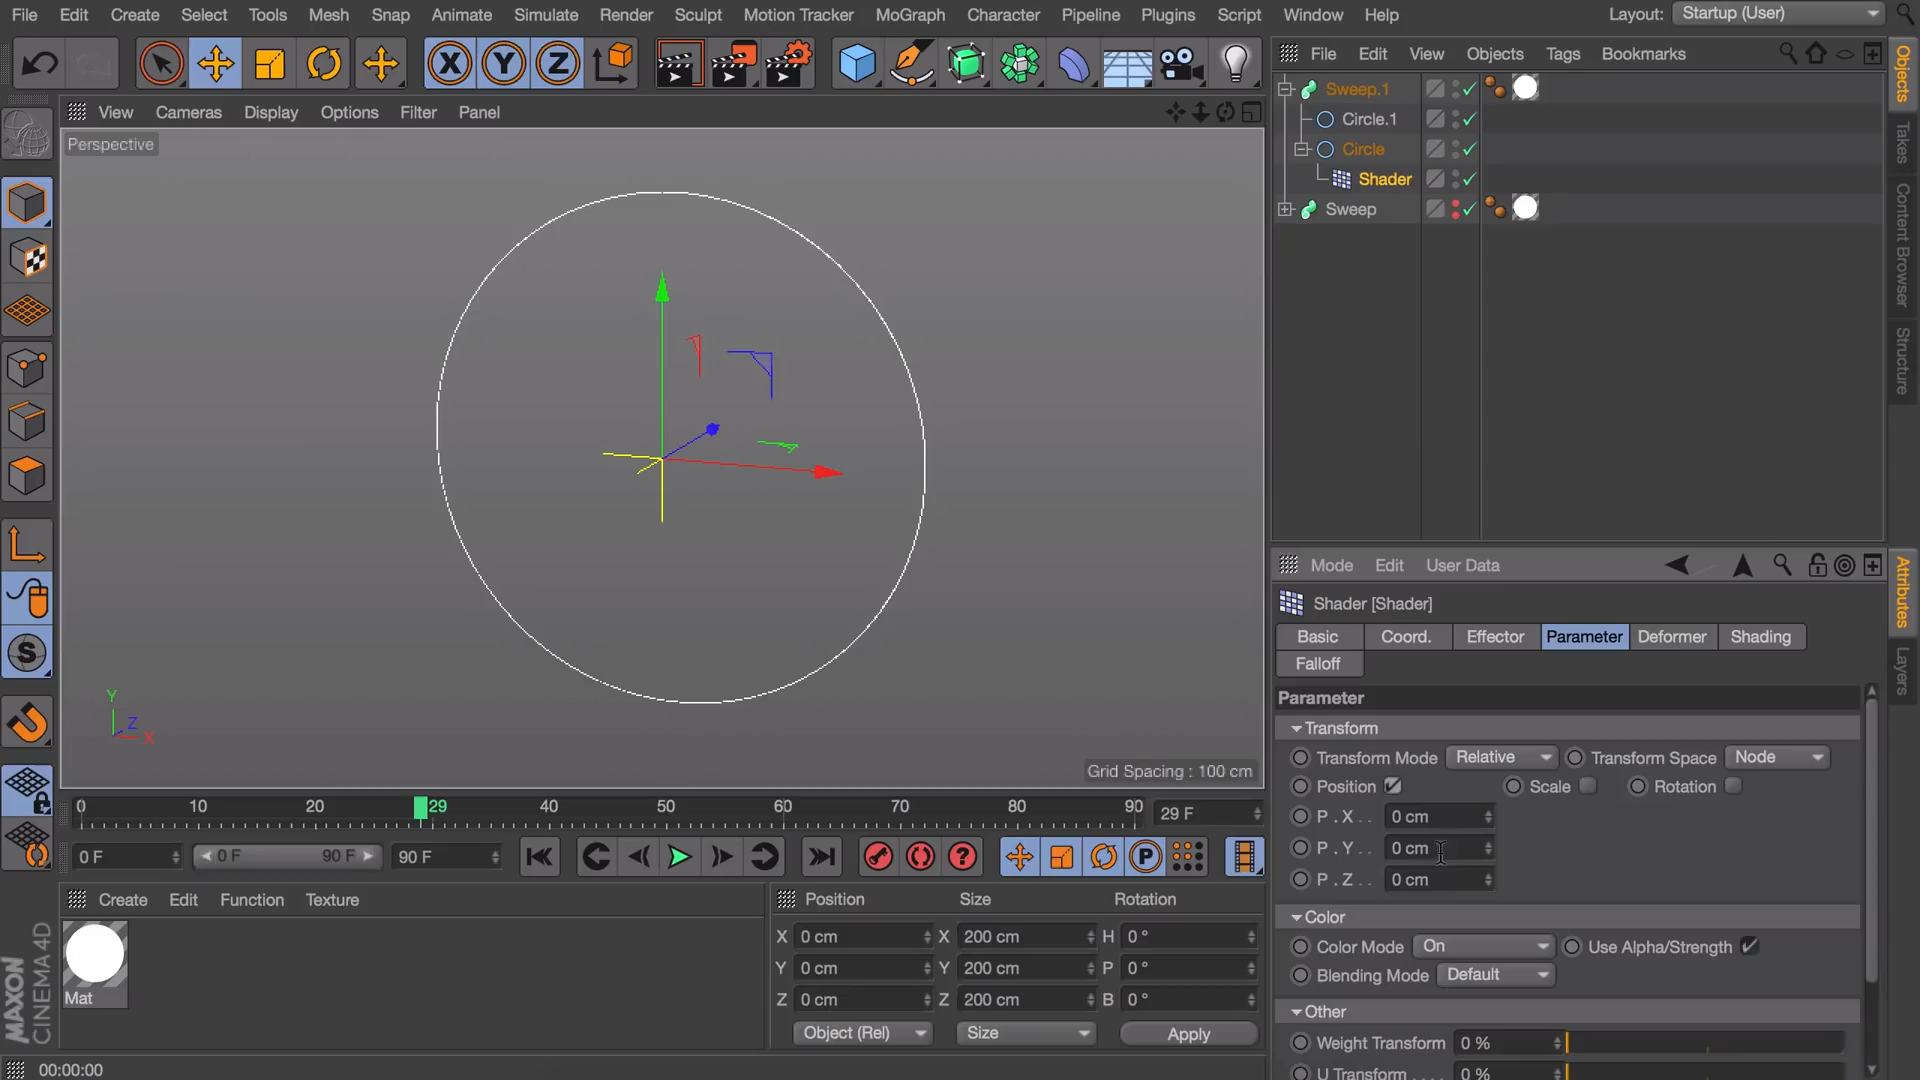 File Edit Create Select Tools Mesh Snap Animate Simulate Render Sculpt Motion Tracker MoGraph Character Pipeline Plugins Script Window Help Layout: Startup (User)
X Y Z
File Edit View Objects Tags Bookmarks
View Cameras Display Options Filter Panel
Perspective
Sweep.1
Circle.1
Circle
Shader
Sweep
Objects
Takes
Content Browser
Structure
S
Y
Z
X
Grid Spacing : 100 cm
Mode Edit User Data
Shader [Shader]
Basic Coord. Effector Parameter Deformer Shading
Falloff
Attributes
Layers
Parameter
Transform
Transform Mode Relative Transform Space Node
Position Scale Rotation
P . X . . 0 cm
P . Y . . 0 cm
P . Z . . 0 cm
Color
Color Mode On Use Alpha/Strength
Blending Mode Default
Other
Weight Transform 0 %
U Transform . . . . 0 %
0 10 20 29 40 50 60 70 80 90 29 F
0 F 0 F 90 F 90 F
P
Create Edit Function Texture
Mat
Position Size Rotation
X 0 cm X 200 cm H 0 °
Y 0 cm Y 200 cm P 0 °
Z 0 cm Z 200 cm B 0 °
Object (Rel) Size Apply
MAXON
CINEMA 4D
00:00:00